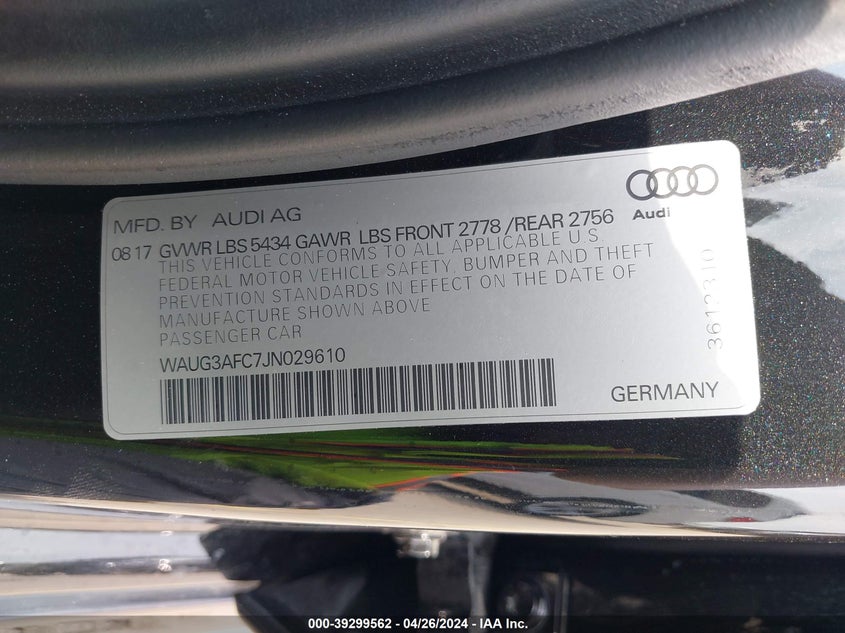 MFD. BY AUDI AG
Audi
08 17 GVWR LBS 5434 GAWR LBS FRONT 2778 /REAR 2756
THIS VEHICLE CONFORMS TO ALL APPLICABLE U.S.
FEDERAL MOTOR VEHICLE SAFETY, BUMPER AND THEFT
PREVENTION STANDARDS IN EFFECT ON THE DATE OF
MANUFACTURE SHOWN ABOVE
PASSENGER CAR
WAUG3AFC7JN029610
GERMANY
3612310
000-39299562 - 04/26/2024 - IAA Inc.